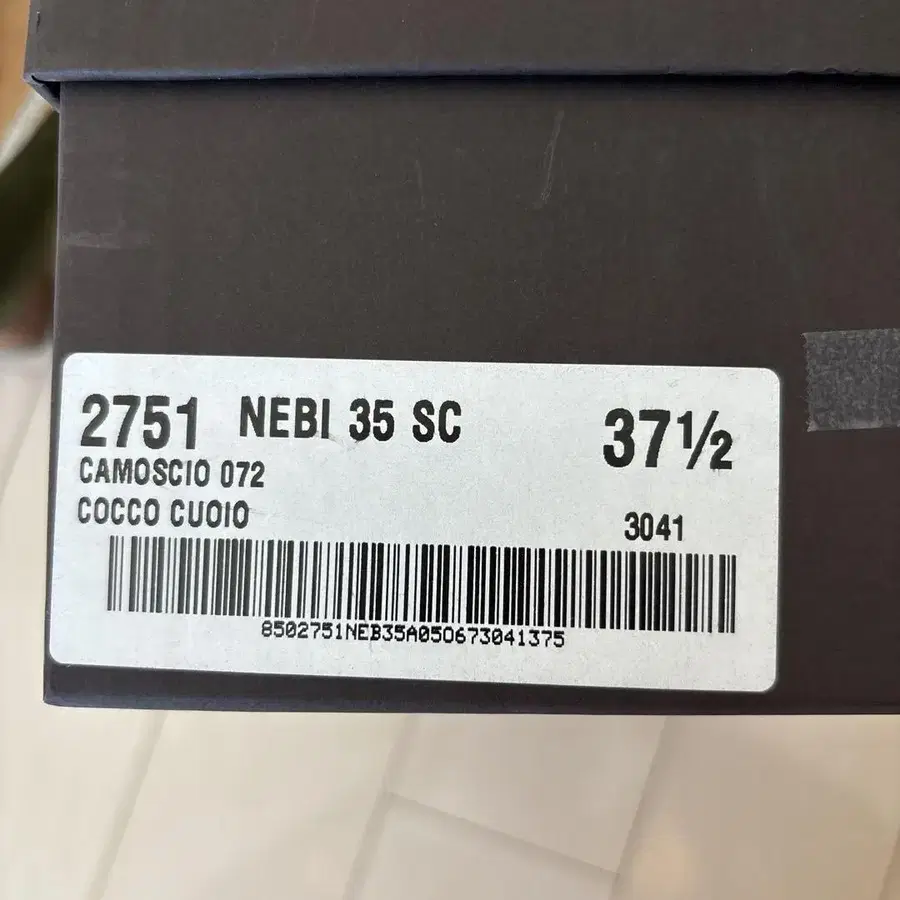 2751 NEBI 35 SC 37½
CAMOSCIO 072
COCCO CUOIO 3041
8502751NEB35A050673041375